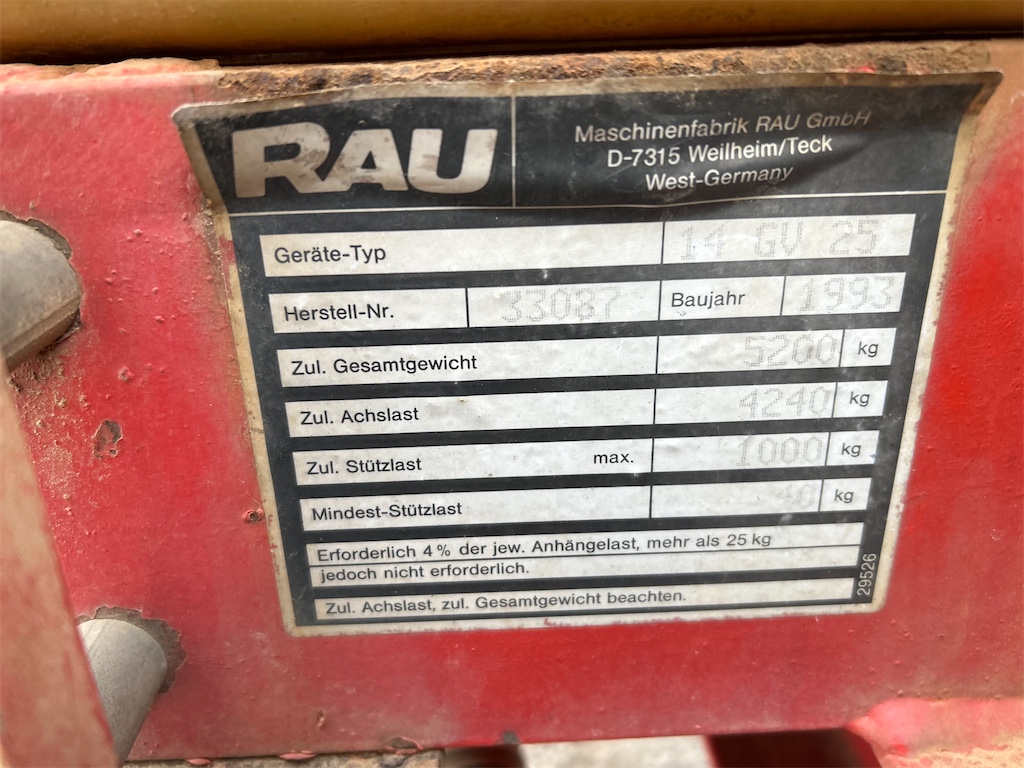 RAU
Maschinenfabrik RAU GmbH
D-7315 Weilheim/Teck
West-Germany
Geräte-Typ 14 GV 25
Herstell-Nr. 33087 Baujahr 1993
Zul. Gesamtgewicht 5200 kg
Zul. Achslast 4240 kg
Zul. Stützlast max. 1000 kg
Mindest-Stützlast 40 kg
Erforderlich 4% der jew. Anhängelast, mehr als 25 kg
jedoch nicht erforderlich.
Zul. Achslast, zul. Gesamtgewicht beachten.
29526